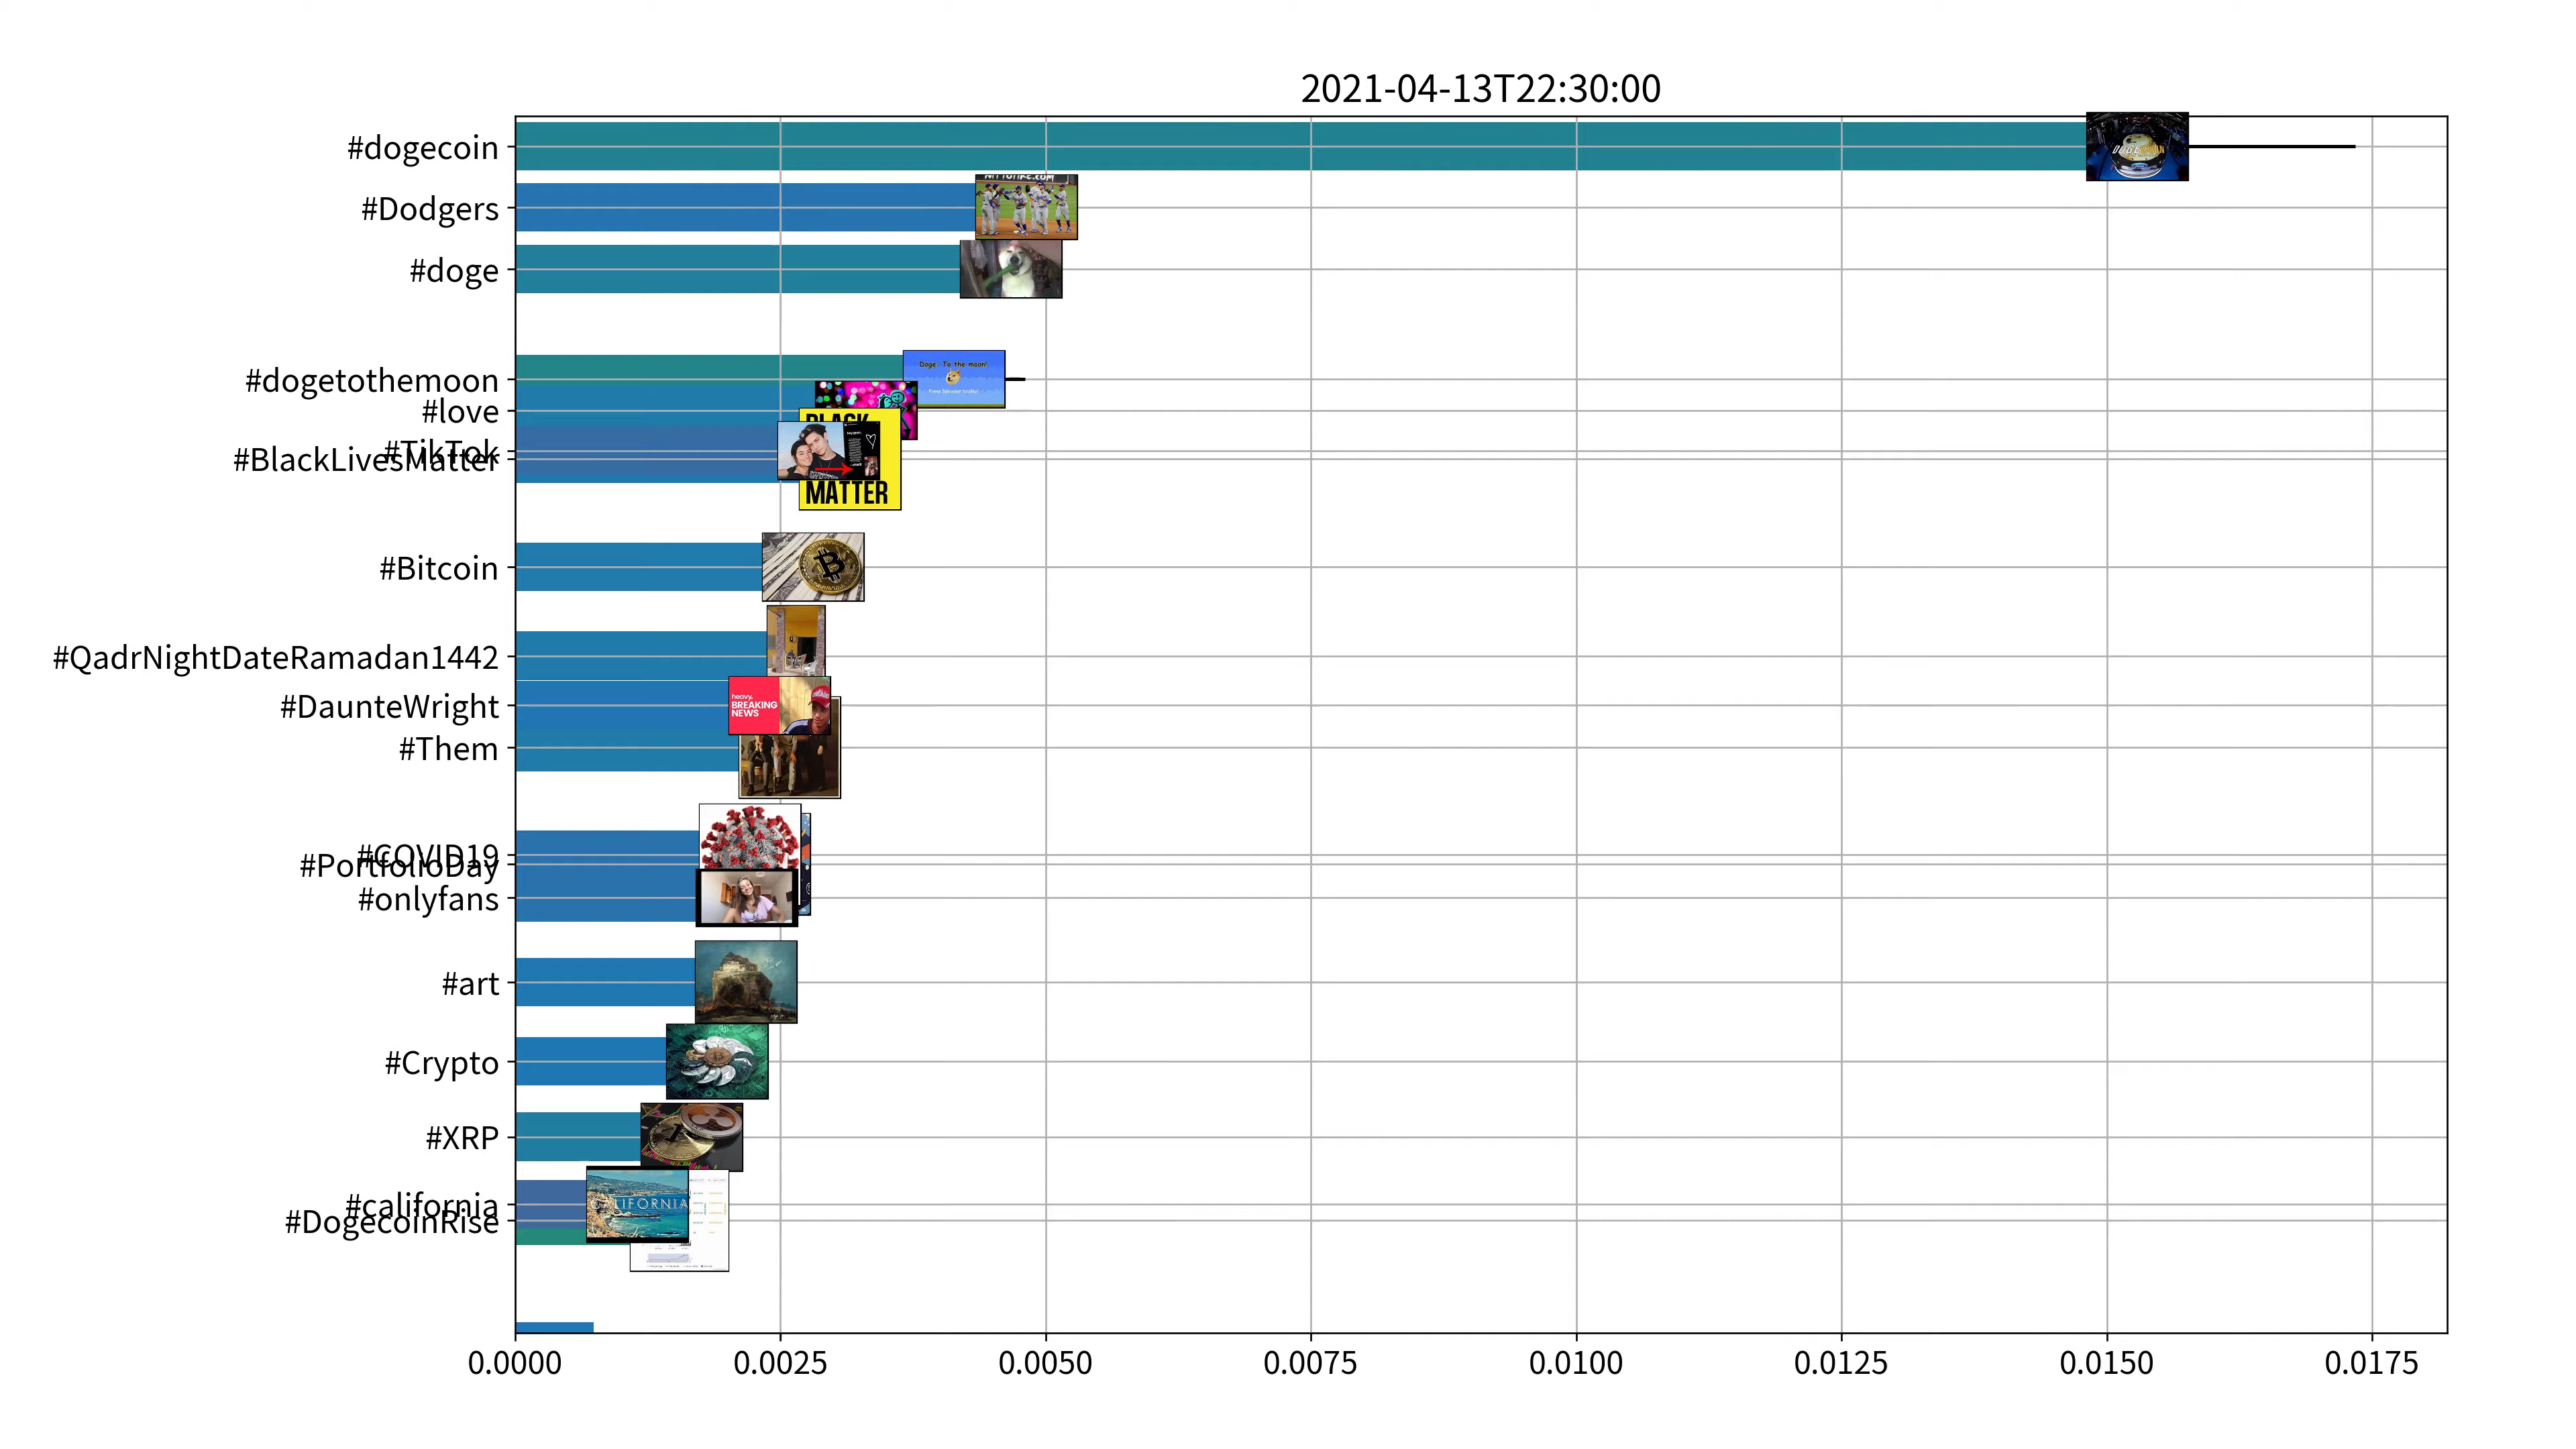 2021-04-13T22:30:00
#dogecoin
#Dodgers
#doge
#dogetothemoon
Doge: To the moon!
#love
#TikTok
#BlackLivesMatter
BLACK
MATTER
#Bitcoin
#QadrNightDateRamadan1442
#DaunteWright
heavy.
BREAKING
NEWS
#Them
#COVID19
#PortfolioDay
#onlyfans
#art
#Crypto
#XRP
#california
CALIFORNIA
#DogecoinRise
0.0000 0.0025 0.0050 0.0075 0.0100 0.0125 0.0150 0.0175